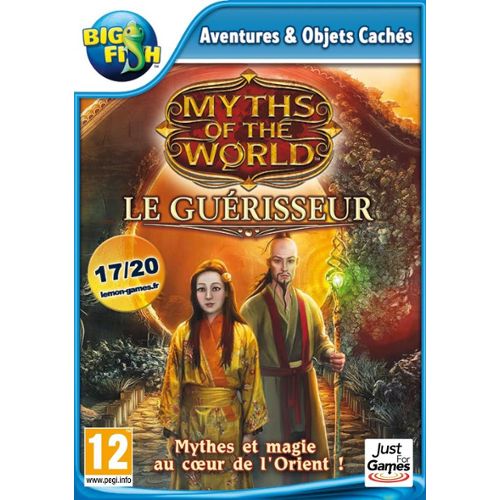 BIG FISH
Aventures & Objets Cachés
MYTHS
OF THE
WORLD
LE GUÉRISSEUR
17/20
lemon-games.fr
Mythes et magie
au cœur de l'Orient !
12
www.pegi.info
Just
For
Games